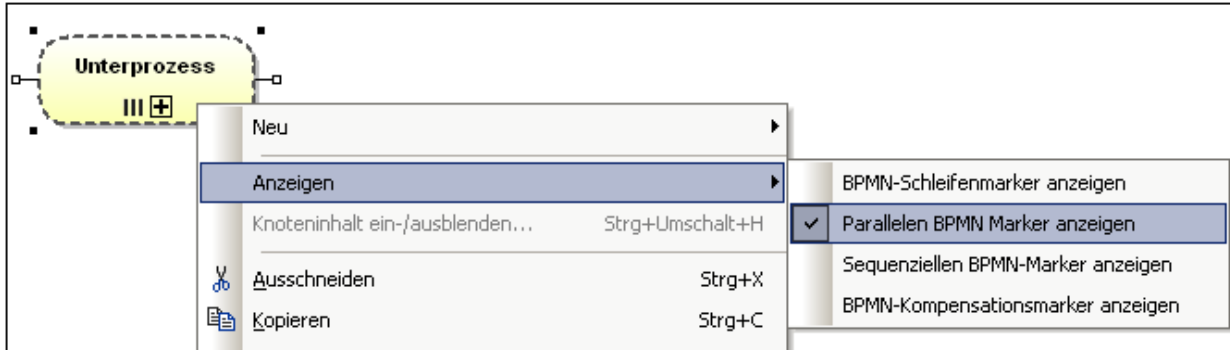 Unterprozess
Neu
Anzeigen
BPMN-Schleifenmarker anzeigen
Knoteninhalt ein-/ausblenden... Strg+Umschalt+H
Parallelen BPMN Marker anzeigen
Sequenziellen BPMN-Marker anzeigen
Ausschneiden Strg+X
BPMN-Kompensationsmarker anzeigen
Kopieren Strg+C